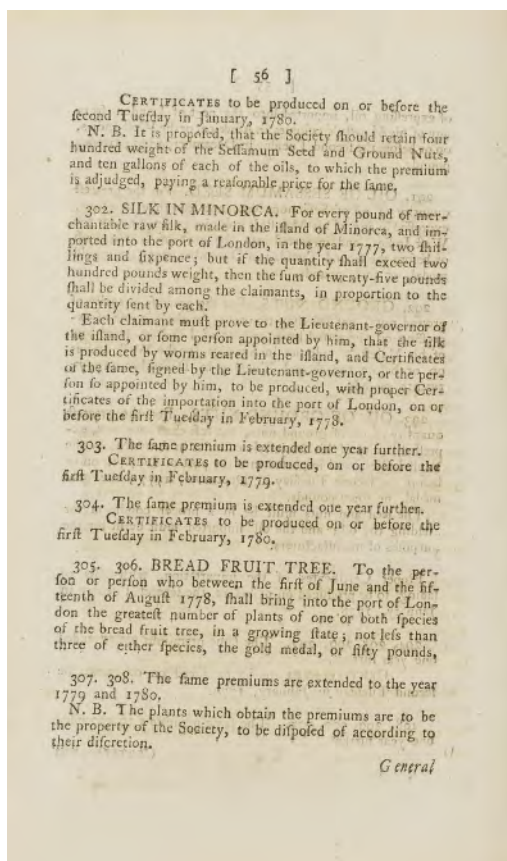 [ 56 ]
CERTIFICATES to be produced on or before the
ſecond Tueſday in January, 1780.
N. B. It is propoſed, that the Society ſhould retain four
hundred weight of the Seſſamum Seed and Ground Nuts,
and ten gallons of each of the oils, to which the premium
is adjudged, paying a reaſonable price for the ſame.
302. SILK IN MINORCA. For every pound of mer-
chantable raw ſilk, made in the iſland of Minorca, and im-
ported into the port of London, in the year 1777, two ſhil-
lings and ſixpence; but if the quantity ſhall exceed two
hundred pounds weight, then the ſum of twenty-five pounds
ſhall be divided among the claimants, in proportion to the
quantity ſent by each.
Each claimant muſt prove to the Lieutenant-governor of
the iſland, or ſome perſon appointed by him, that the ſilk
is produced by worms reared in the iſland, and Certificates
of the ſame, ſigned by the Lieutenant-governor, or the per-
ſon ſo appointed by him, to be produced, with proper Cer-
tificates of the importation into the port of London, on or
before the firſt Tueſday in February, 1778.
303. The ſame premium is extended one year further.
CERTIFICATES to be produced, on or before the
firſt Tueſday in February, 1779.
304. The ſame premium is extended one year further.
CERTIFICATES to be produced on or before the
firſt Tueſday in February, 1780.
305. 306. BREAD FRUIT TREE. To the per-
ſon or perſon who between the firſt of June and the fif-
teenth of Auguſt 1778, ſhall bring into the port of Lon-
don the greateſt number of plants of one or both ſpecies
of the bread fruit tree, in a growing ſtate; not leſs than
three of either ſpecies, the gold medal, or fifty pounds,
307. 308. The ſame premiums are extended to the year
1779 and 1780.
N. B. The plants which obtain the premiums are to be
the property of the Society, to be diſpoſed of according to
their diſcretion.
General